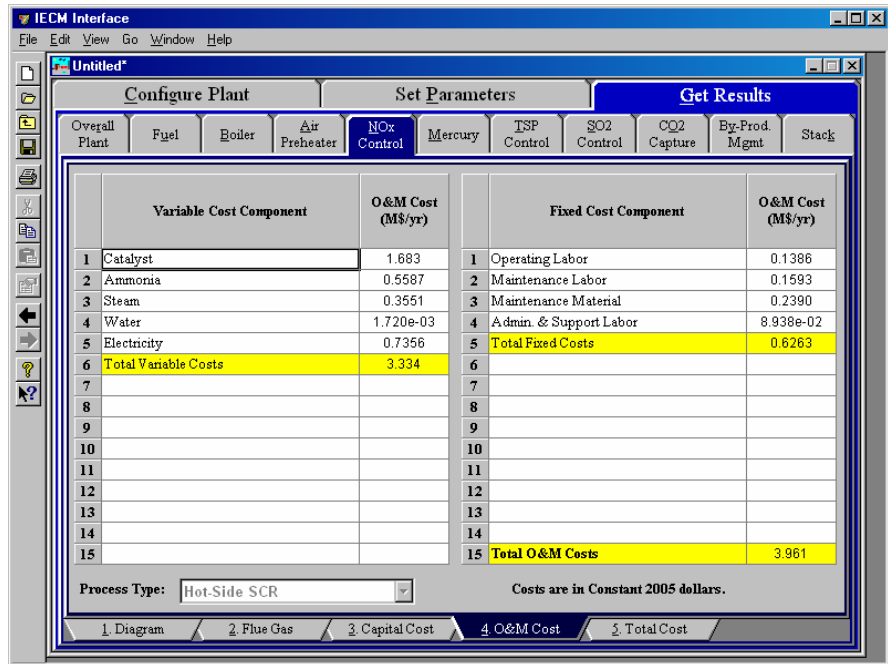 IECM Interface
File Edit View Go Window Help
Untitled*
Configure Plant Set Parameters Get Results
Overall Plant Fuel Boiler Air Preheater NOx Control Mercury TSP Control SO2 Control CO2 Capture By-Prod. Mgmt Stack
Variable Cost Component O&M Cost (M$/yr) Fixed Cost Component O&M Cost (M$/yr)
1 Catalyst 1.683 1 Operating Labor 0.1386
2 Ammonia 0.5587 2 Maintenance Labor 0.1593
3 Steam 0.3551 3 Maintenance Material 0.2390
4 Water 1.720e-03 4 Admin. & Support Labor 8.938e-02
5 Electricity 0.7356 5 Total Fixed Costs 0.6263
6 Total Variable Costs 3.334 6
7 7
8 8
9 9
10 10
11 11
12 12
13 13
14 14
15 15 Total O&M Costs 3.961
Process Type: Hot-Side SCR Costs are in Constant 2005 dollars.
1. Diagram 2. Flue Gas 3. Capital Cost 4. O&M Cost 5. Total Cost